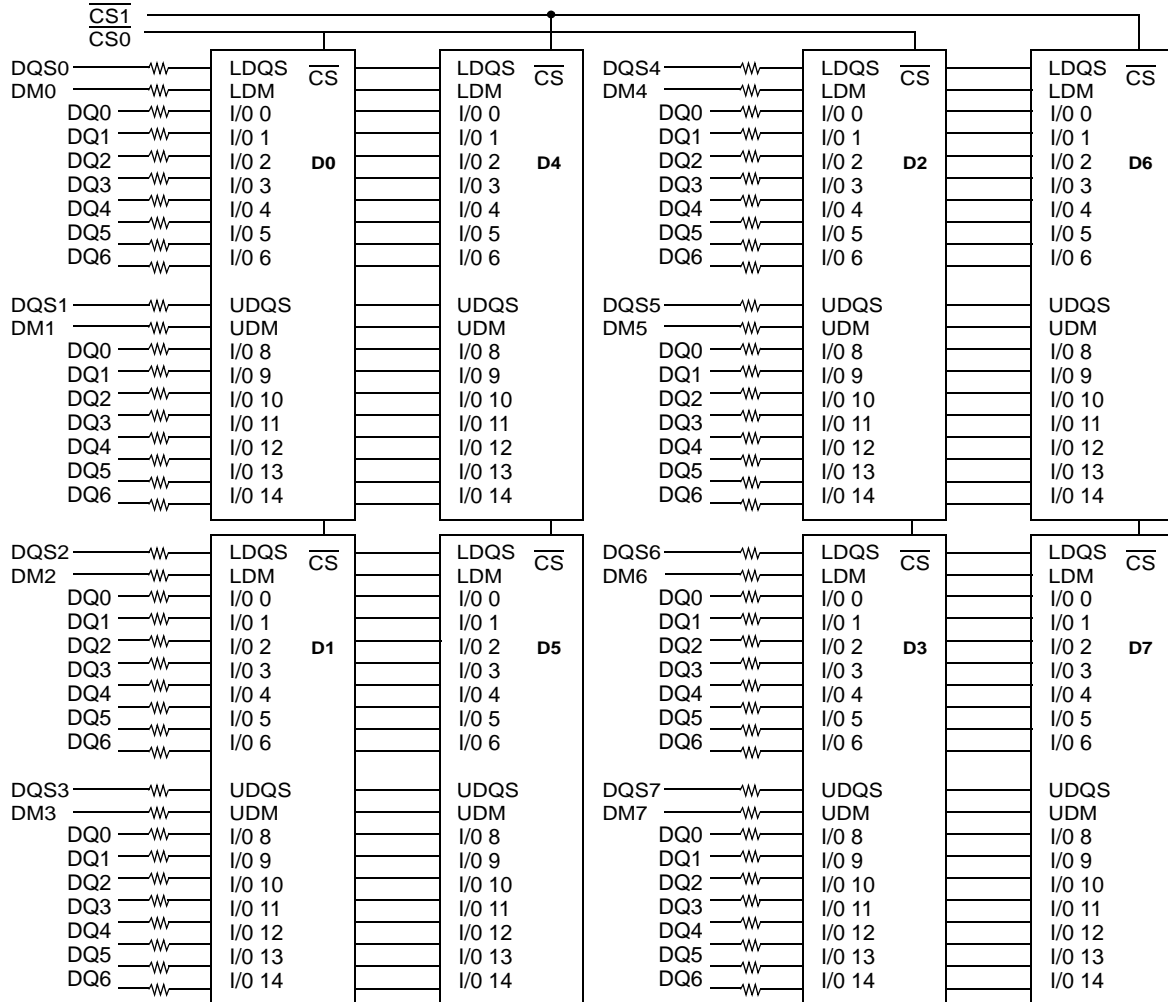 CS1
CS0
DQS0 LDQS CS LDQS CS DQS4 LDQS CS LDQS CS
DM0 LDM LDM DM4 LDM LDM
DQ0 I/0 0 I/0 0 DQ0 I/0 0 I/0 0
DQ1 I/0 1 I/0 1 DQ1 I/0 1 I/0 1
DQ2 I/0 2 D0 I/0 2 D4 DQ2 I/0 2 D2 I/0 2 D6
DQ3 I/0 3 I/0 3 DQ3 I/0 3 I/0 3
DQ4 I/0 4 I/0 4 DQ4 I/0 4 I/0 4
DQ5 I/0 5 I/0 5 DQ5 I/0 5 I/0 5
DQ6 I/0 6 I/0 6 DQ6 I/0 6 I/0 6
DQS1 UDQS UDQS DQS5 UDQS UDQS
DM1 UDM UDM DM5 UDM UDM
DQ0 I/0 8 I/0 8 DQ0 I/0 8 I/0 8
DQ1 I/0 9 I/0 9 DQ1 I/0 9 I/0 9
DQ2 I/0 10 I/0 10 DQ2 I/0 10 I/0 10
DQ3 I/0 11 I/0 11 DQ3 I/0 11 I/0 11
DQ4 I/0 12 I/0 12 DQ4 I/0 12 I/0 12
DQ5 I/0 13 I/0 13 DQ5 I/0 13 I/0 13
DQ6 I/0 14 I/0 14 DQ6 I/0 14 I/0 14
DQS2 LDQS CS LDQS CS DQS6 LDQS CS LDQS CS
DM2 LDM LDM DM6 LDM LDM
DQ0 I/0 0 I/0 0 DQ0 I/0 0 I/0 0
DQ1 I/0 1 I/0 1 DQ1 I/0 1 I/0 1
DQ2 I/0 2 D1 I/0 2 D5 DQ2 I/0 2 D3 I/0 2 D7
DQ3 I/0 3 I/0 3 DQ3 I/0 3 I/0 3
DQ4 I/0 4 I/0 4 DQ4 I/0 4 I/0 4
DQ5 I/0 5 I/0 5 DQ5 I/0 5 I/0 5
DQ6 I/0 6 I/0 6 DQ6 I/0 6 I/0 6
DQS3 UDQS UDQS DQS7 UDQS UDQS
DM3 UDM UDM DM7 UDM UDM
DQ0 I/0 8 I/0 8 DQ0 I/0 8 I/0 8
DQ1 I/0 9 I/0 9 DQ1 I/0 9 I/0 9
DQ2 I/0 10 I/0 10 DQ2 I/0 10 I/0 10
DQ3 I/0 11 I/0 11 DQ3 I/0 11 I/0 11
DQ4 I/0 12 I/0 12 DQ4 I/0 12 I/0 12
DQ5 I/0 13 I/0 13 DQ5 I/0 13 I/0 13
DQ6 I/0 14 I/0 14 DQ6 I/0 14 I/0 14